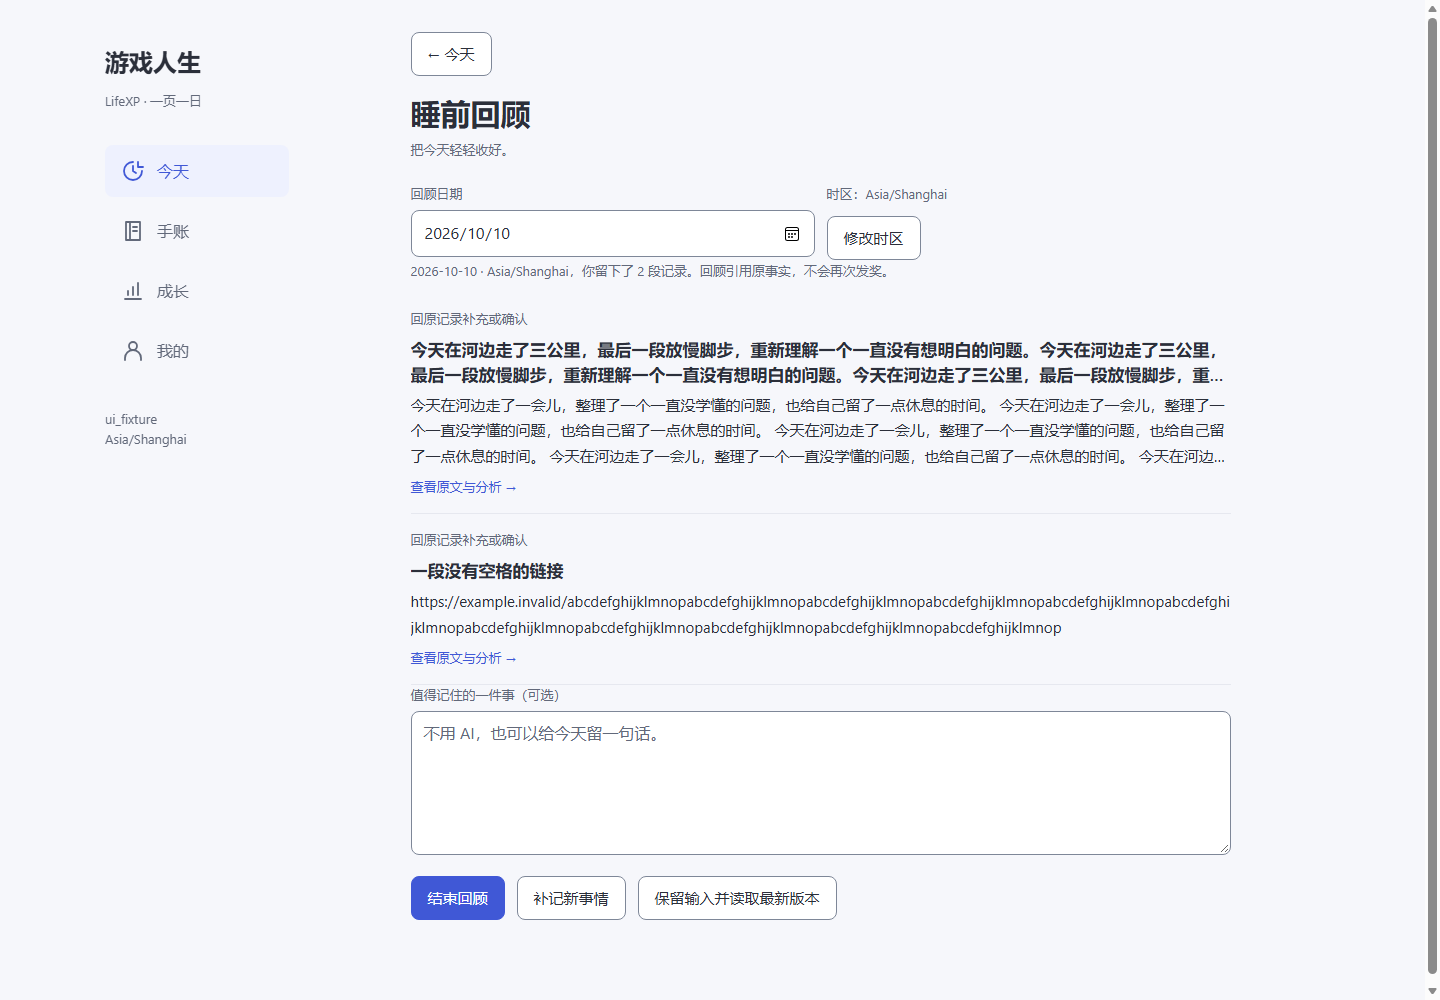 游戏人生
LifeXP · 一页一日
今天
手账
成长
我的
ui_fixture
Asia/Shanghai
← 今天
睡前回顾
把今天轻轻收好。
回顾日期
时区：Asia/Shanghai
2026/10/10
修改时区
2026-10-10 · Asia/Shanghai，你留下了 2 段记录。回顾引用原事实，不会再次发奖。
回原记录补充或确认
今天在河边走了三公里，最后一段放慢脚步，重新理解一个一直没有想明白的问题。今天在河边走了三公里，
最后一段放慢脚步，重新理解一个一直没有想明白的问题。今天在河边走了三公里，最后一段放慢脚步，重…
今天在河边走了一会儿，整理了一个一直没学懂的问题，也给自己留了一点休息的时间。 今天在河边走了一会儿，整理了一
个一直没学懂的问题，也给自己留了一点休息的时间。 今天在河边走了一会儿，整理了一个一直没学懂的问题，也给自己留
了一点休息的时间。 今天在河边走了一会儿，整理了一个一直没学懂的问题，也给自己留了一点休息的时间。 今天在河边…
查看原文与分析 →
回原记录补充或确认
一段没有空格的链接
https://example.invalid/abcdefghijklmnopabcdefghijklmnopabcdefghijklmnopabcdefghijklmnopabcdefghijklmnopabcdefghi
jklmnopabcdefghijklmnopabcdefghijklmnopabcdefghijklmnopabcdefghijklmnopabcdefghijklmnop
查看原文与分析 →
值得记住的一件事（可选）
不用 AI，也可以给今天留一句话。
结束回顾
补记新事情
保留输入并读取最新版本